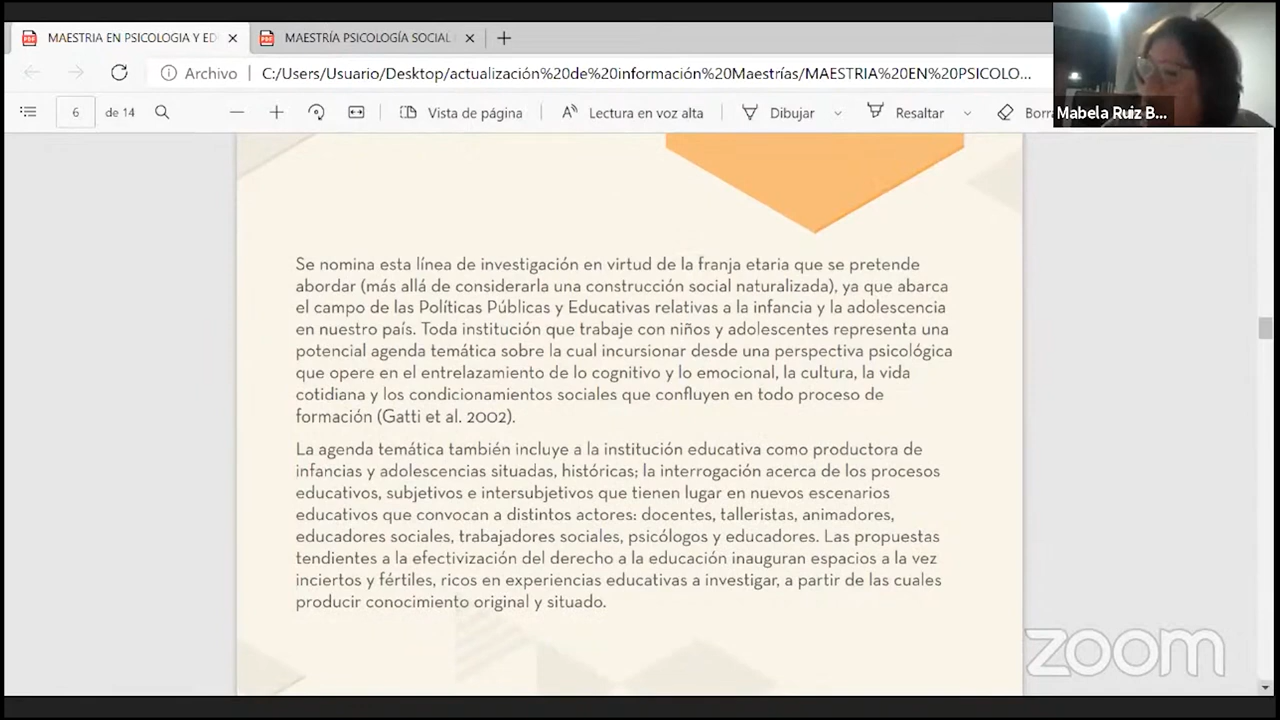 MAESTRIA EN PSICOLOGIA Y ED
MAESTRÍA PSICOLOGÍA SOCIAL
Archivo
C:/Users/Usuario/Desktop/actualización%20de%20información%20Maestrías/MAESTRIA%20EN%20PSICOLO...
6
de 14
Vista de página
Lectura en voz alta
Dibujar
Resaltar
Borr
Mabela Ruiz B...
Se nomina esta línea de investigación en virtud de la franja etaria que se pretende
abordar (más allá de considerarla una construcción social naturalizada), ya que abarca
el campo de las Políticas Públicas y Educativas relativas a la infancia y la adolescencia
en nuestro país. Toda institución que trabaje con niños y adolescentes representa una
potencial agenda temática sobre la cual incursionar desde una perspectiva psicológica
que opere en el entrelazamiento de lo cognitivo y lo emocional, la cultura, la vida
cotidiana y los condicionamientos sociales que confluyen en todo proceso de
formación (Gatti et al. 2002).
La agenda temática también incluye a la institución educativa como productora de
infancias y adolescencias situadas, históricas; la interrogación acerca de los procesos
educativos, subjetivos e intersubjetivos que tienen lugar en nuevos escenarios
educativos que convocan a distintos actores: docentes, talleristas, animadores,
educadores sociales, trabajadores sociales, psicólogos y educadores. Las propuestas
tendientes a la efectivización del derecho a la educación inauguran espacios a la vez
inciertos y fértiles, ricos en experiencias educativas a investigar, a partir de las cuales
producir conocimiento original y situado.
zoom